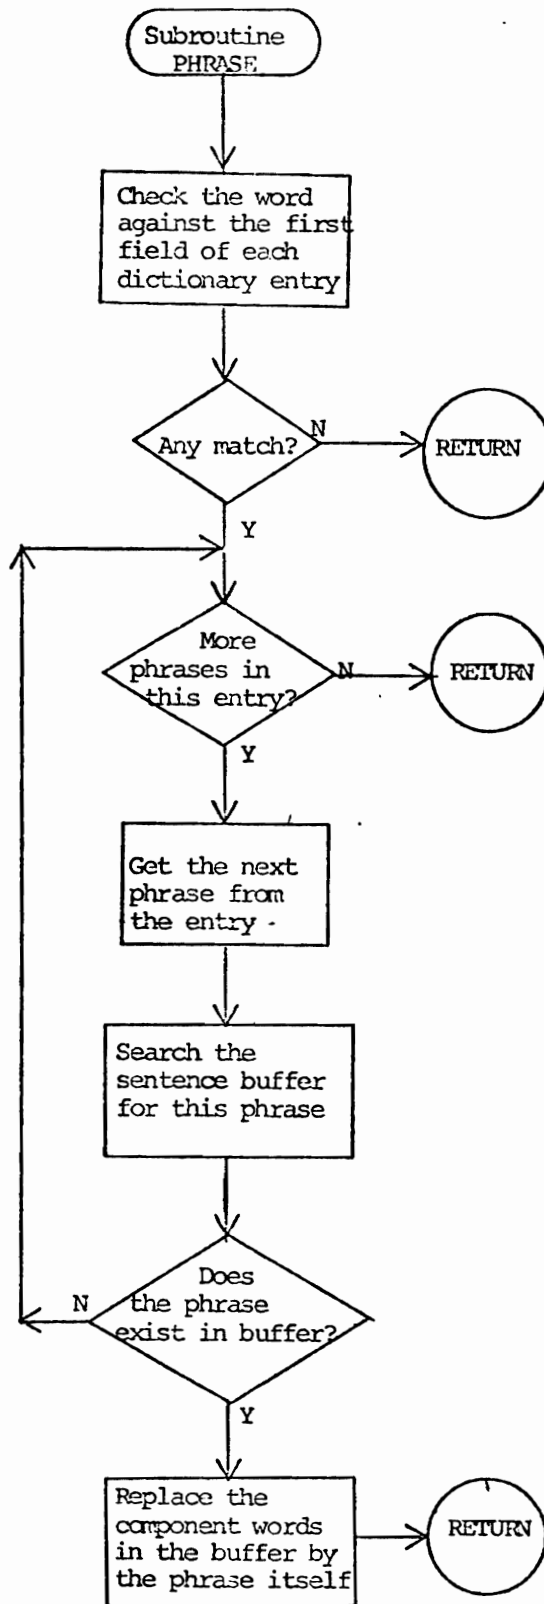 Subroutine
PHRASE
Check the word
against the first
field of each
dictionary entry
Any match?
N
RETURN
Y
More
phrases in
this entry?
N
RETURN
Y
Get the next
phrase from
the entry
Search the
sentence buffer
for this phrase
Does
the phrase
exist in buffer?
N
Y
Replace the
component words
in the buffer by
the phrase itself
RETURN